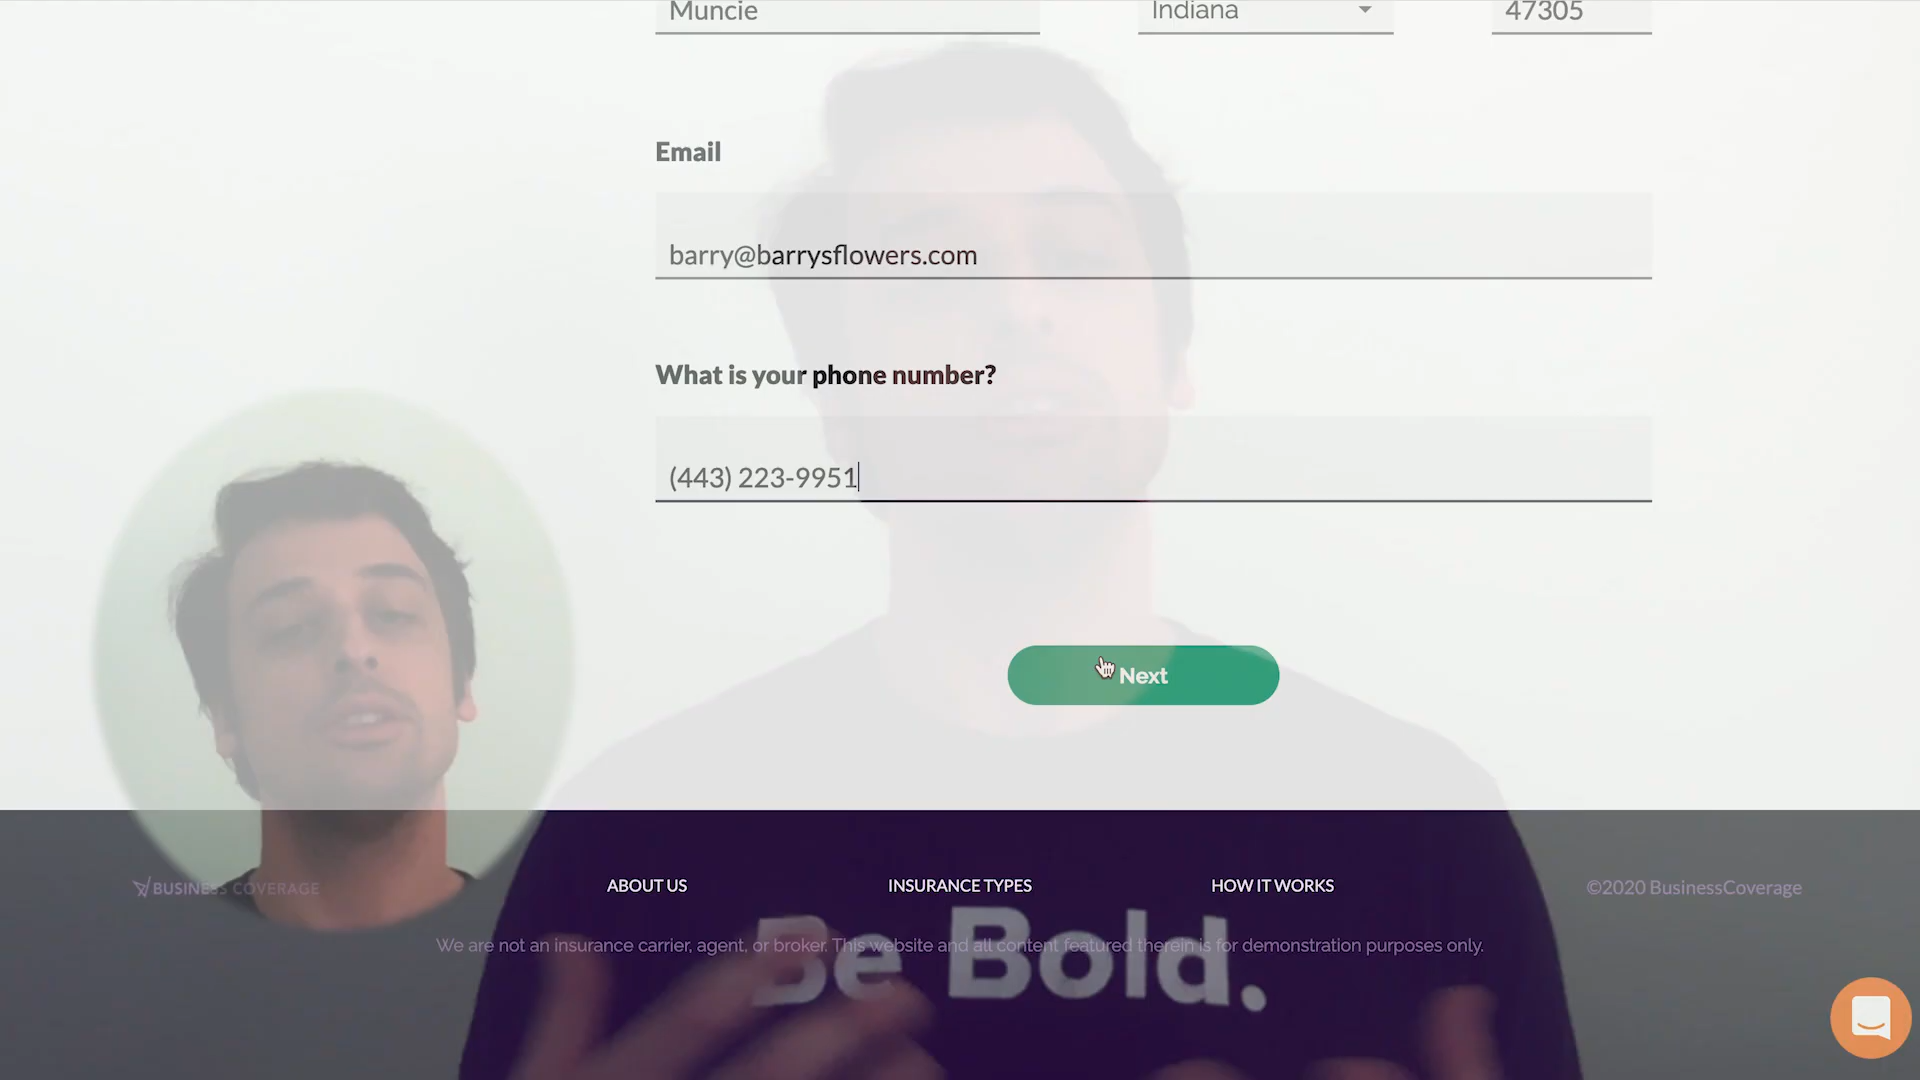 Muncie Indiana 47305
Email
barry@barrysflowers.com
What is your phone number?
(443) 223-9951
Next
BUSINESS COVERAGE ABOUT US INSURANCE TYPES HOW IT WORKS ©2020 BusinessCoverage
We are not an insurance carrier, agent, or broker. This website and all content featured therein is for demonstration purposes only.
Be Bold.